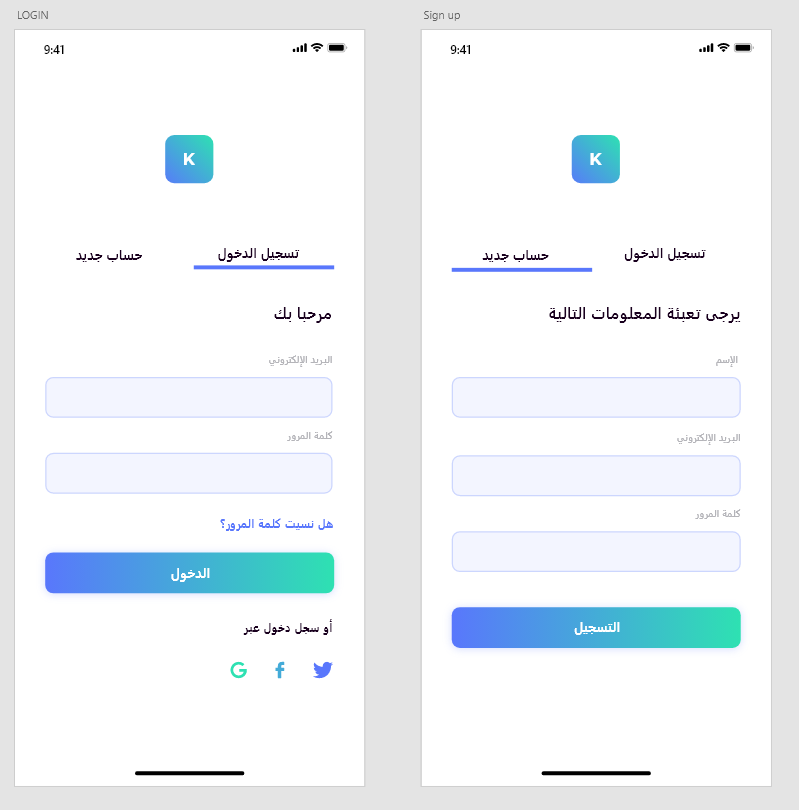 LOGIN
9:41
K
تسجيل الدخول
حساب جديد
مرحبا بك
البريد الإلكتروني
كلمة المرور
هل نسيت كلمة المرور؟
الدخول
أو سجل دخول عبر
Sign up
9:41
K
تسجيل الدخول
حساب جديد
يرجى تعبئة المعلومات التالية
الإسم
البريد الإلكتروني
كلمة المرور
التسجيل